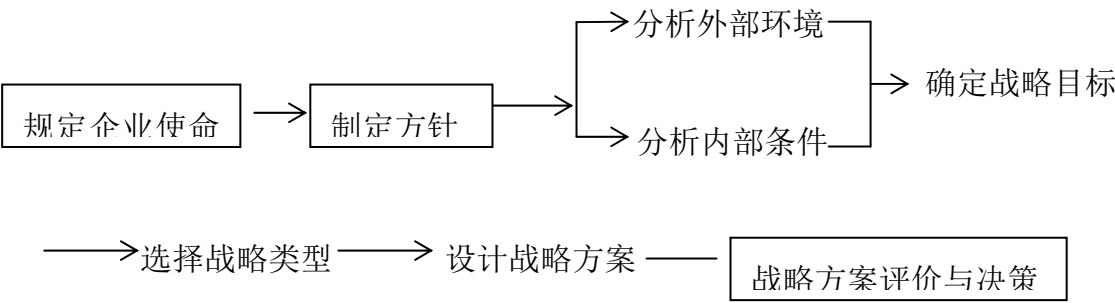 分析外部环境
规定企业使命
制定方针
确定战略目标
分析内部条件
选择战略类型
设计战略方案
战略方案评价与决策